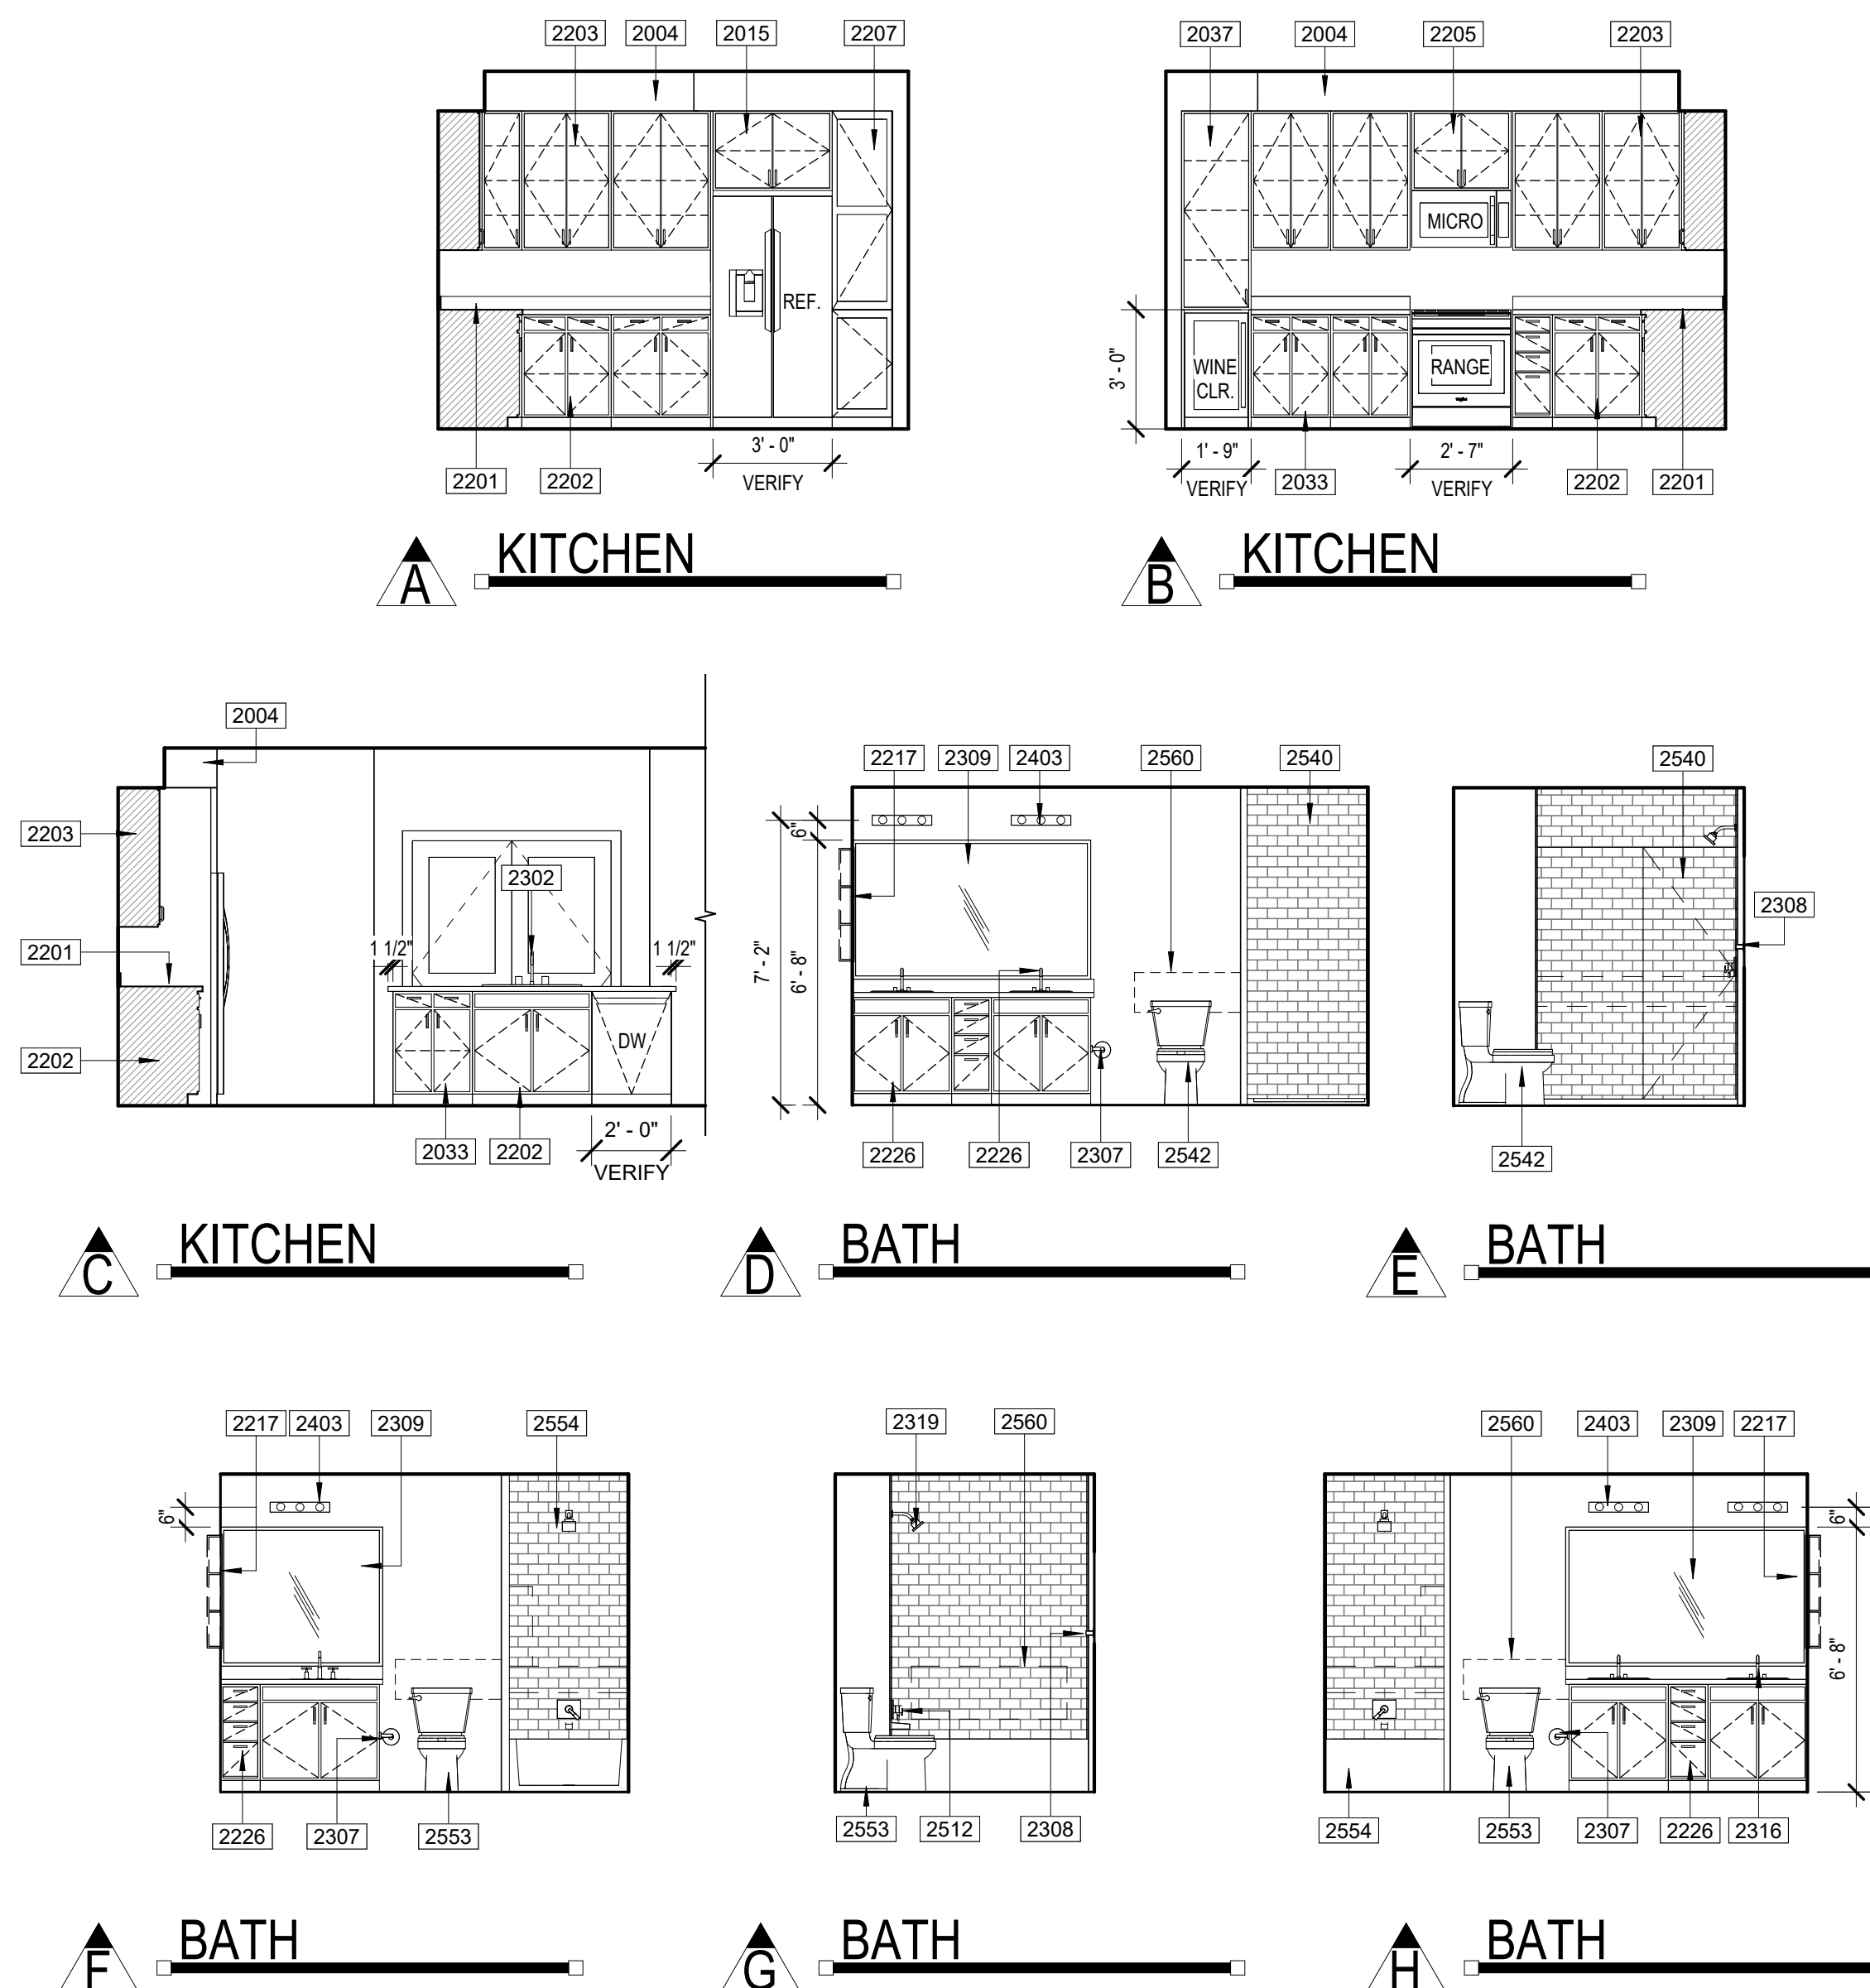 2203 2004 2015 2207
REF.
3' - 0"
VERIFY
2201 2202
A KITCHEN
2037 2004 2205 2203
MICRO
3' - 0"
WINE
CLR.
RANGE
1' - 9"
VERIFY
2' - 7"
VERIFY
2033 2202 2201
B KITCHEN
2004
2203
2302
2201
1 1/2" 1 1/2"
2202
DW
2' - 0"
VERIFY
2033 2202
C KITCHEN
2217 2309 2403 2560 2540
6"
7' - 2"
6' - 8"
2226 2226 2307 2542
D BATH
2540
2308
2542
E BATH
2217 2403 2309 2554
6"
2226 2307 2553
F BATH
2319 2560
2553 2512 2308
G BATH
2560 2403 2309 2217
6"
6' - 8"
2554 2553 2307 2226 2316
H BATH